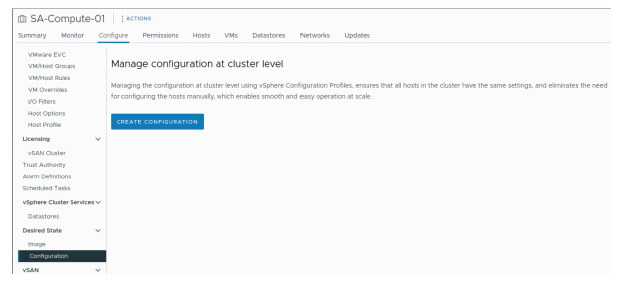 SA-Compute-01
ACTIONS
Summary Monitor Configure Permissions Hosts VMs Datastores Networks Updates
VMware EVC
VM/Host Groups
VM/Host Rules
VM Overrides
I/O Filters
Host Options
Host Profile
Licensing
vSAN Cluster
Trust Authority
Alarm Definitions
Scheduled Tasks
vSphere Cluster Services
Datastores
Desired State
Image
Configuration
vSAN
Manage configuration at cluster level
Managing the configuration at cluster level using vSphere Configuration Profiles, ensures that all hosts in the cluster have the same settings, and eliminates the need
for configuring the hosts manually, which enables smooth and easy operation at scale.
CREATE CONFIGURATION